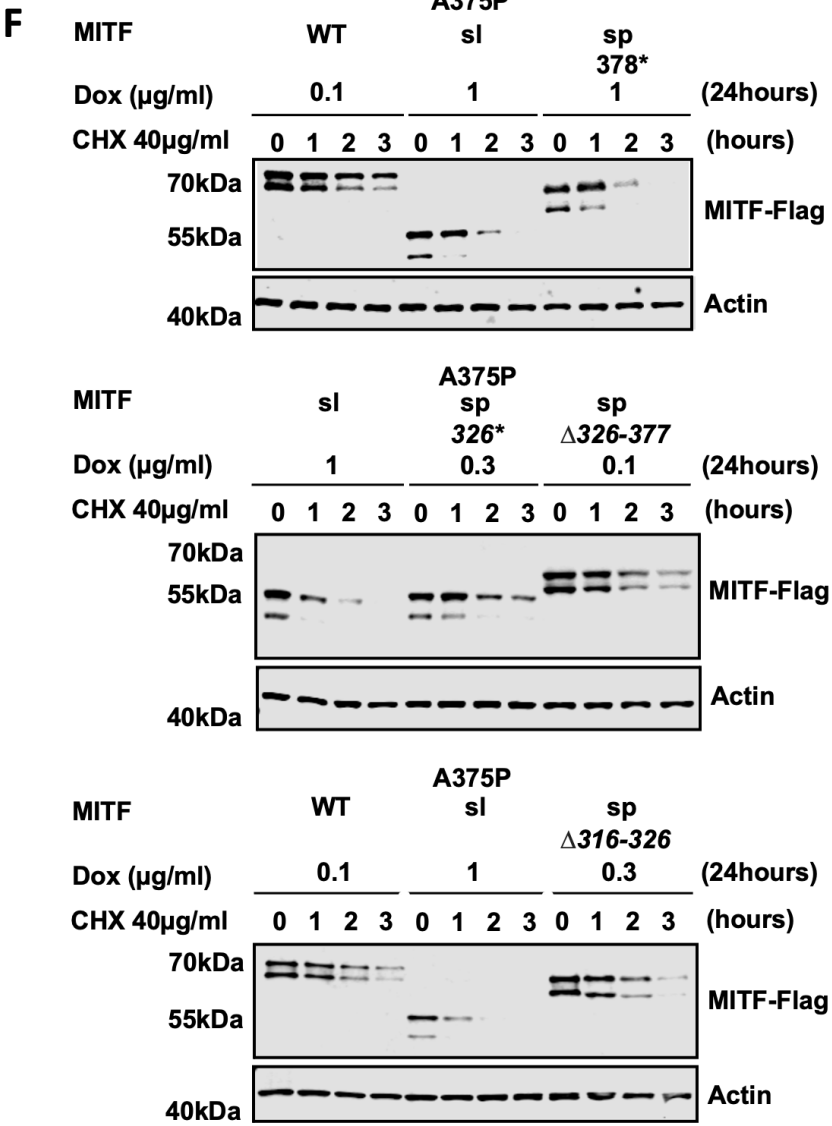 F
A375P
MITF WT sl sp
378*
Dox (µg/ml) 0.1 1 1 (24hours)
CHX 40µg/ml 0 1 2 3 0 1 2 3 0 1 2 3 (hours)
70kDa
MITF-Flag
55kDa
Actin
40kDa
A375P
MITF sl sp sp
326* ∆326-377
Dox (µg/ml) 1 0.3 0.1 (24hours)
CHX 40µg/ml 0 1 2 3 0 1 2 3 0 1 2 3 (hours)
70kDa
55kDa MITF-Flag
Actin
40kDa
A375P
MITF WT sl sp
∆316-326
Dox (µg/ml) 0.1 1 0.3 (24hours)
CHX 40µg/ml 0 1 2 3 0 1 2 3 0 1 2 3 (hours)
70kDa
MITF-Flag
55kDa
Actin
40kDa